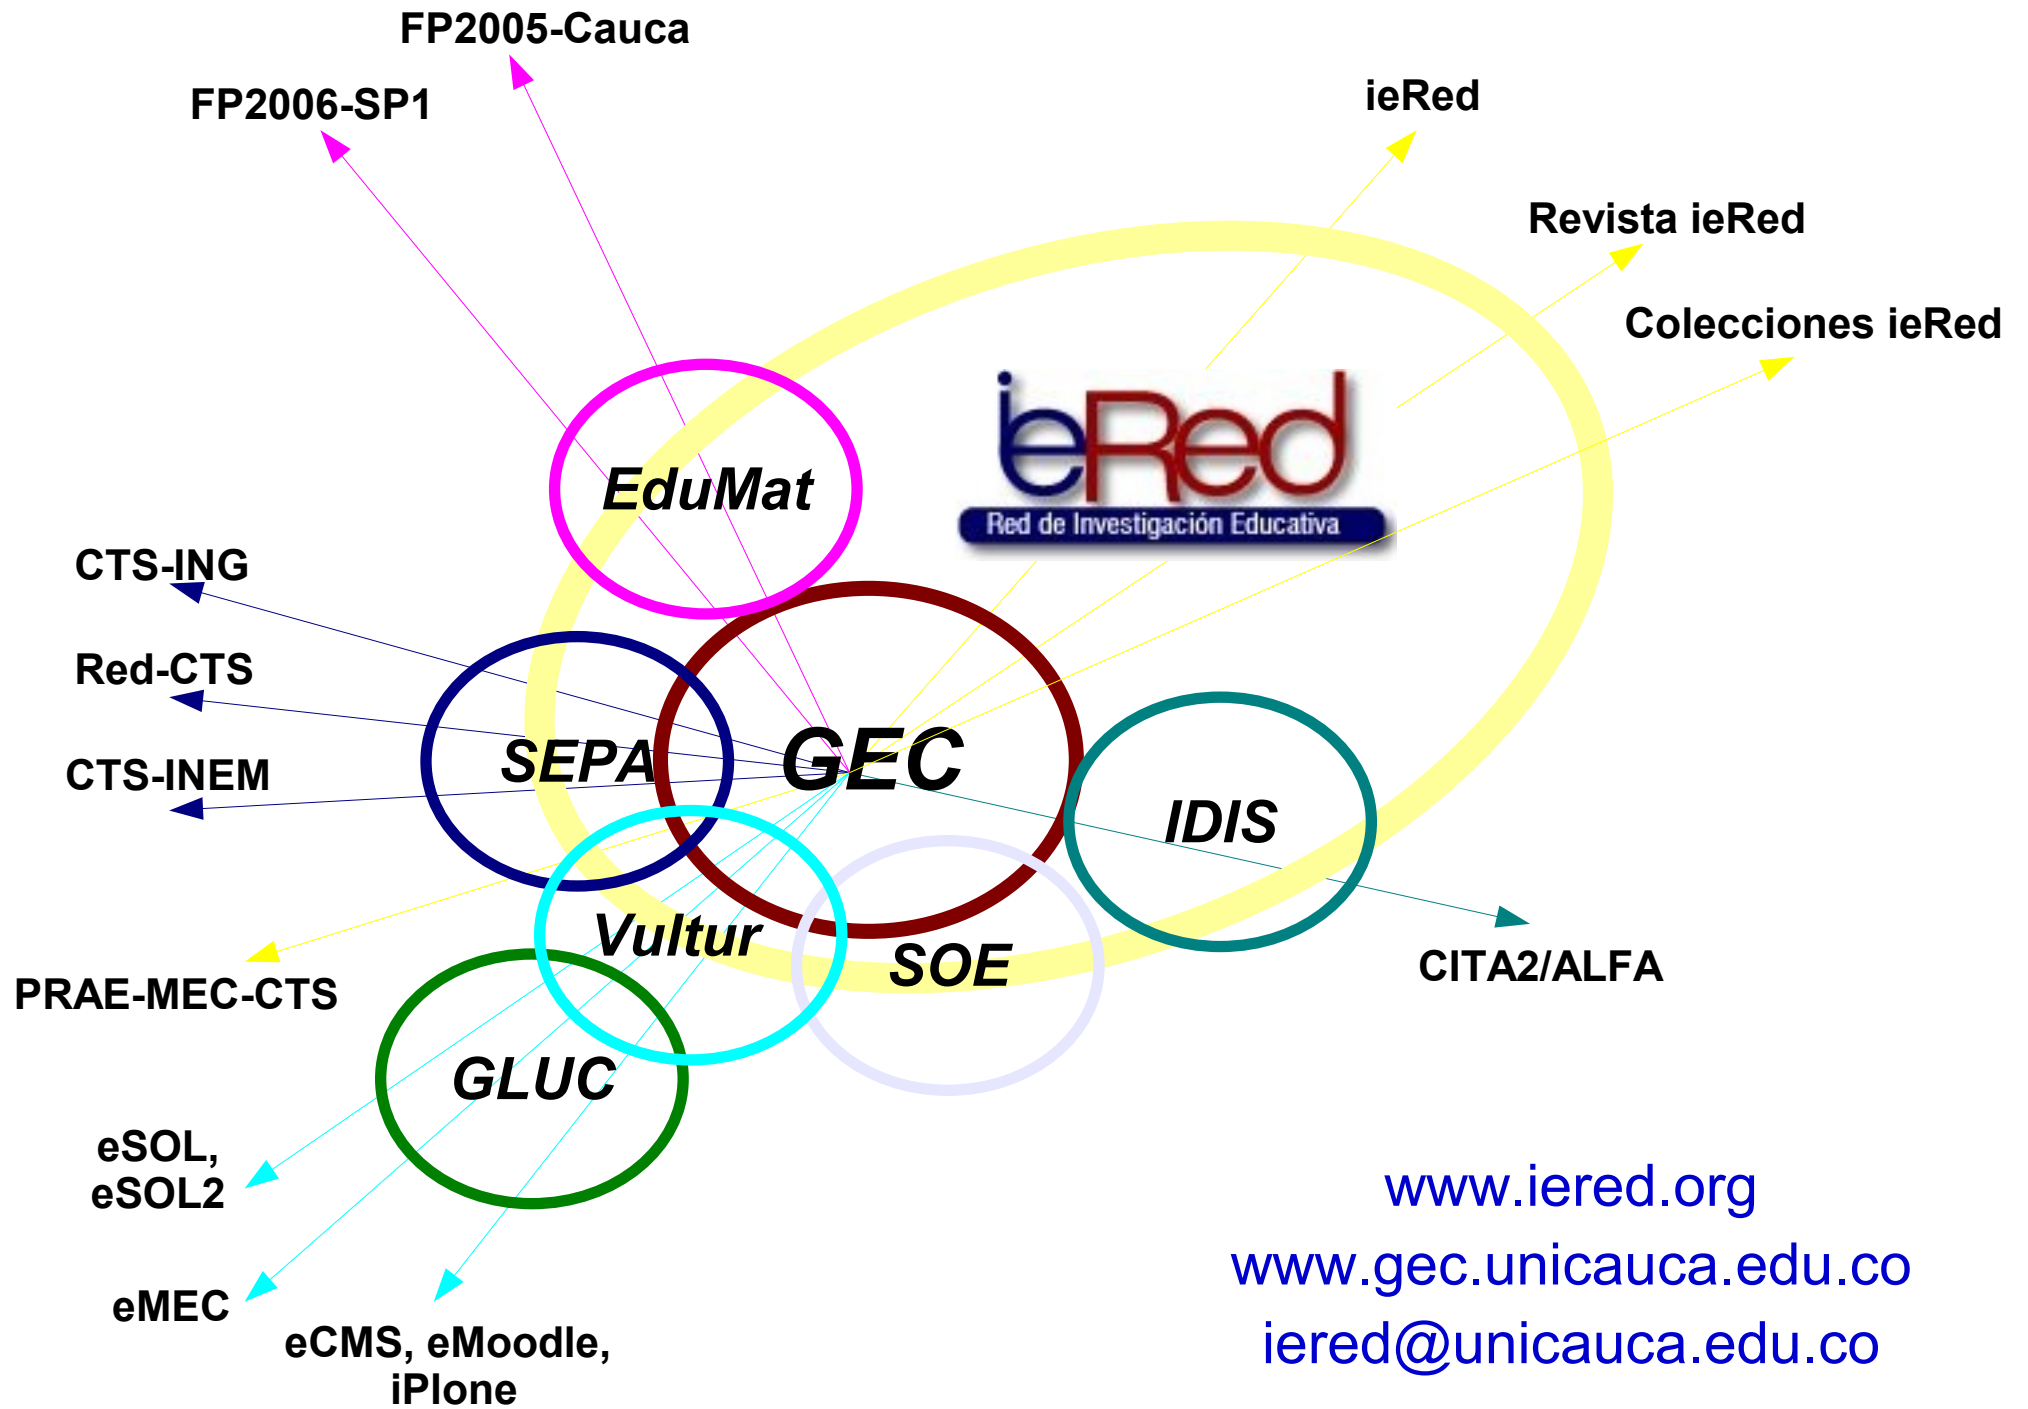 FP2005-Cauca
FP2006-SP1
ieRed
Revista ieRed
Colecciones ieRed
ieRed
Red de Investigación Educativa
EduMat
CTS-ING
Red-CTS
CTS-INEM
SEPA
GEC
IDIS
Vultur
SOE
CITA2/ALFA
PRAE-MEC-CTS
GLUC
eSOL,
eSOL2
eMEC
eCMS, eMoodle,
iPlone
www.iered.org
www.gec.unicauca.edu.co
iered@unicauca.edu.co